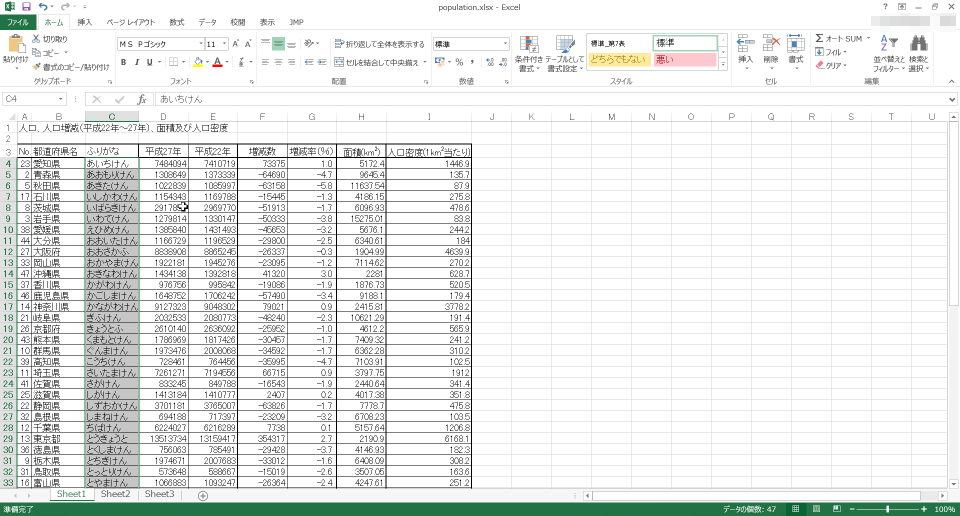 population.xlsx - Excel
ファイル ホーム 挿入 ページ レイアウト 数式 データ 校閲 表示 JMP
貼り付け 切り取り コピー 書式のコピー/貼り付け クリップボード
ＭＳ Ｐゴシック 11 B I U フォント
折り返して全体を表示する セルを結合して中央揃え 配置
標準 % 数値
条件付き書式 テーブルとして書式設定 標準_第7表 標準 どちらでもない 悪い スタイル
挿入 削除 書式 セル
Σ オート SUM フィル クリア 並べ替えとフィルター 検索と選択 編集
C4 fx あいちけん
A B C D E F G H I J K L M N O P Q R S T U
1 人口、人口増減(平成22年～27年)、面積及び人口密度
2
3 No. 都道府県名 ふりがな 平成27年 平成22年 増減数 増減率(%) 面積(km²) 人口密度(1km²当たり)
4 23 愛知県 あいちけん 7484094 7410719 73375 1.0 5172.4 1446.9
5 2 青森県 あおもりけん 1308649 1373339 -64690 -4.7 9645.4 135.7
6 5 秋田県 あきたけん 1022839 1085997 -63158 -5.8 11637.54 87.9
7 17 石川県 いしかわけん 1154343 1169788 -15445 -1.3 4186.15 275.8
8 8 茨城県 いばらきけん 29178 2969770 -51913 -1.7 6096.93 478.6
9 3 岩手県 いわてけん 1279814 1330147 -50333 -3.8 15275.01 83.8
10 38 愛媛県 えひめけん 1385840 1431493 -45653 -3.2 5676.1 244.2
11 44 大分県 おおいたけん 1166729 1196529 -29800 -2.5 6340.61 184
12 27 大阪府 おおさかふ 8838908 8865245 -26337 -0.3 1904.99 4639.9
13 33 岡山県 おかやまけん 1922181 1945276 -23095 -1.2 7114.62 270.2
14 47 沖縄県 おきなわけん 1434138 1392818 41320 3.0 2281 628.7
15 37 香川県 かがわけん 976756 995842 -19086 -1.9 1876.73 520.5
16 46 鹿児島県 かごしまけん 1648752 1706242 -57490 -3.4 9188.1 179.4
17 14 神奈川県 かながわけん 9127323 9048302 79021 0.9 2415.81 3778.2
18 21 岐阜県 ぎふけん 2032533 2080773 -48240 -2.3 10621.29 191.4
19 26 京都府 きょうとふ 2610140 2636092 -25952 -1.0 4612.2 565.9
20 43 熊本県 くまもとけん 1786969 1817426 -30457 -1.7 7409.32 241.2
21 10 群馬県 ぐんまけん 1973476 2008068 -34592 -1.7 6362.28 310.2
22 39 高知県 こうちけん 728461 764456 -35995 -4.7 7103.91 102.5
23 11 埼玉県 さいたまけん 7261271 7194556 66715 0.9 3797.75 1912
24 41 佐賀県 さがけん 833245 849788 -16543 -1.9 2440.64 341.4
25 25 滋賀県 しがけん 1413184 1410777 2407 0.2 4017.38 351.8
26 22 静岡県 しずおかけん 3701181 3765007 -63826 -1.7 7778.7 475.8
27 32 島根県 しまねけん 694188 717397 -23209 -3.2 6708.23 103.5
28 12 千葉県 ちばけん 6224027 6216289 7738 0.1 5157.64 1206.8
29 13 東京都 とうきょうと 13513734 13159417 354317 2.7 2190.9 6168.1
30 36 徳島県 とくしまけん 756063 785491 -29428 -3.7 4146.93 182.3
31 9 栃木県 とちぎけん 1974671 2007683 -33012 -1.6 6408.09 308.2
32 31 鳥取県 とっとりけん 573648 588667 -15019 -2.6 3507.05 163.6
33 16 富山県 とやまけん 1066883 1093247 -26364 -2.4 4247.61 251.2
Sheet1 Sheet2 Sheet3
準備完了 データの個数: 47 100%